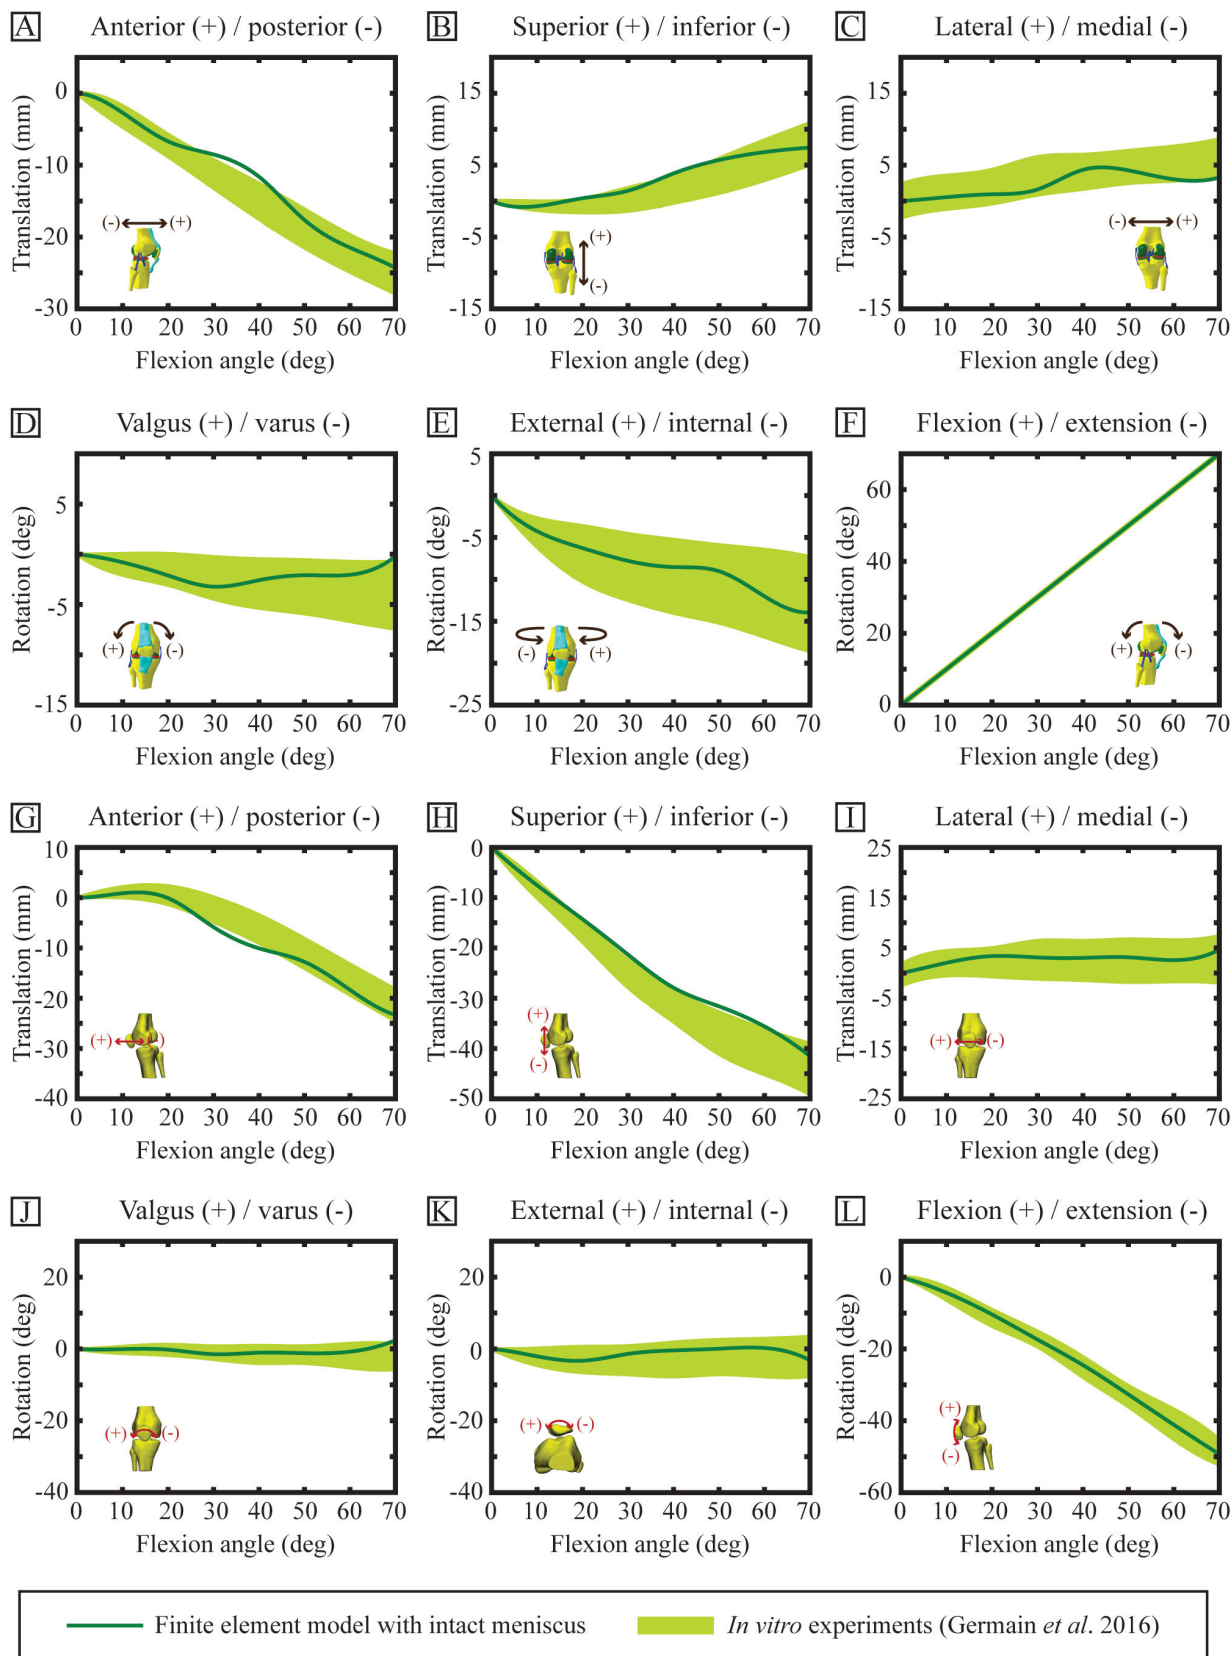 A Anterior (+) / posterior (-)
Translation (mm)
0
-10
-20
-30
(-) (+)
0 10 20 30 40 50 60 70
Flexion angle (deg)
B Superior (+) / inferior (-)
Translation (mm)
15
5
-5
-15
(+)
(-)
0 10 20 30 40 50 60 70
Flexion angle (deg)
C Lateral (+) / medial (-)
Translation (mm)
15
5
-5
-15
(-) (+)
0 10 20 30 40 50 60 70
Flexion angle (deg)
D Valgus (+) / varus (-)
Rotation (deg)
5
-5
-15
(+) (-)
0 10 20 30 40 50 60 70
Flexion angle (deg)
E External (+) / internal (-)
Rotation (deg)
5
-5
-15
-25
(-) (+)
0 10 20 30 40 50 60 70
Flexion angle (deg)
F Flexion (+) / extension (-)
Rotation (deg)
60
40
20
0
(+) (-)
0 10 20 30 40 50 60 70
Flexion angle (deg)
G Anterior (+) / posterior (-)
Translation (mm)
10
0
-10
-20
-30
-40
(+) (-)
0 10 20 30 40 50 60 70
Flexion angle (deg)
H Superior (+) / inferior (-)
Translation (mm)
0
-10
-20
-30
-40
-50
(+)
(-)
0 10 20 30 40 50 60 70
Flexion angle (deg)
I Lateral (+) / medial (-)
Translation (mm)
25
15
5
-5
-15
-25
(+) (-)
0 10 20 30 40 50 60 70
Flexion angle (deg)
J Valgus (+) / varus (-)
Rotation (deg)
20
0
-20
-40
(+) (-)
0 10 20 30 40 50 60 70
Flexion angle (deg)
K External (+) / internal (-)
Rotation (deg)
20
0
-20
-40
(+) (-)
0 10 20 30 40 50 60 70
Flexion angle (deg)
L Flexion (+) / extension (-)
Rotation (deg)
0
-20
-40
-60
(+)
(-)
0 10 20 30 40 50 60 70
Flexion angle (deg)
Finite element model with intact meniscus
In vitro experiments (Germain et al. 2016)